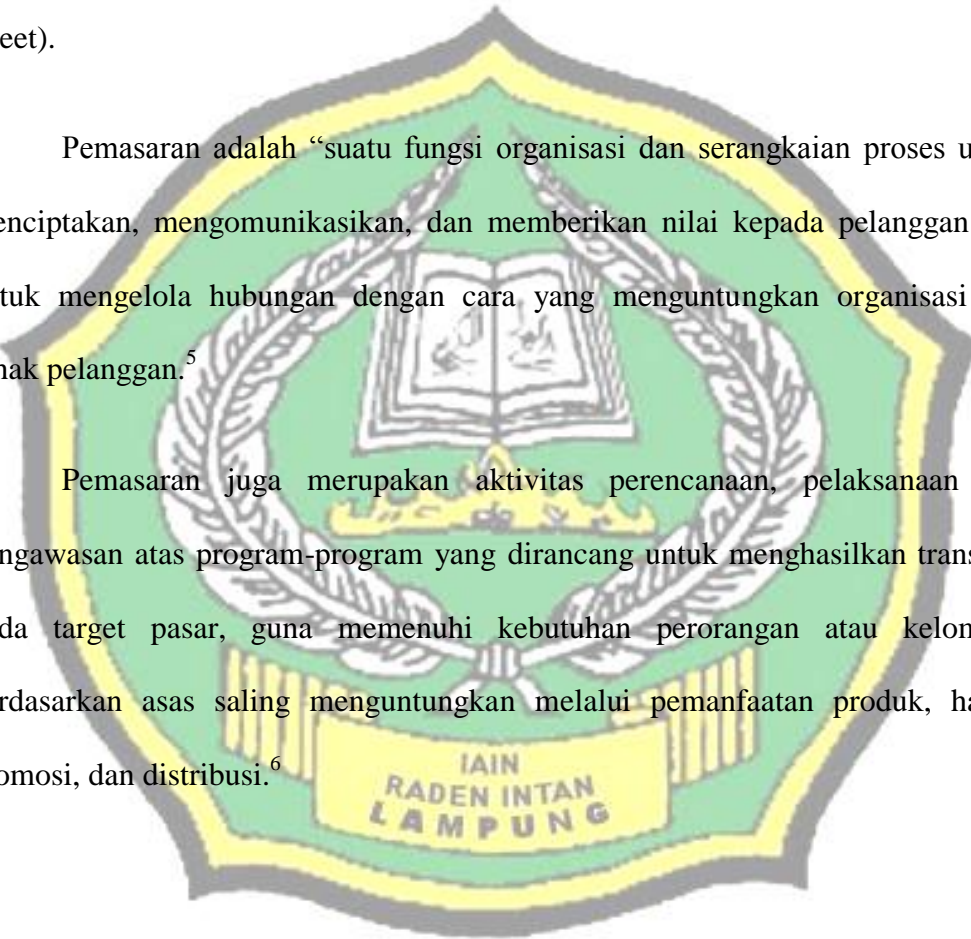 eet).
Pemasaran adalah “suatu fungsi organisasi dan serangkaian proses u
enciptakan, mengomunikasikan, dan memberikan nilai kepada pelanggan
tuk mengelola hubungan dengan cara yang menguntungkan organisasi
hak pelanggan.5
Pemasaran juga merupakan aktivitas perencanaan, pelaksanaan
ngawasan atas program-program yang dirancang untuk menghasilkan trans
da target pasar, guna memenuhi kebutuhan perorangan atau kelom
rdasarkan asas saling menguntungkan melalui pemanfaatan produk, ha
omosi, dan distribusi.6
IAIN
RADEN INTAN
LAMPUNG